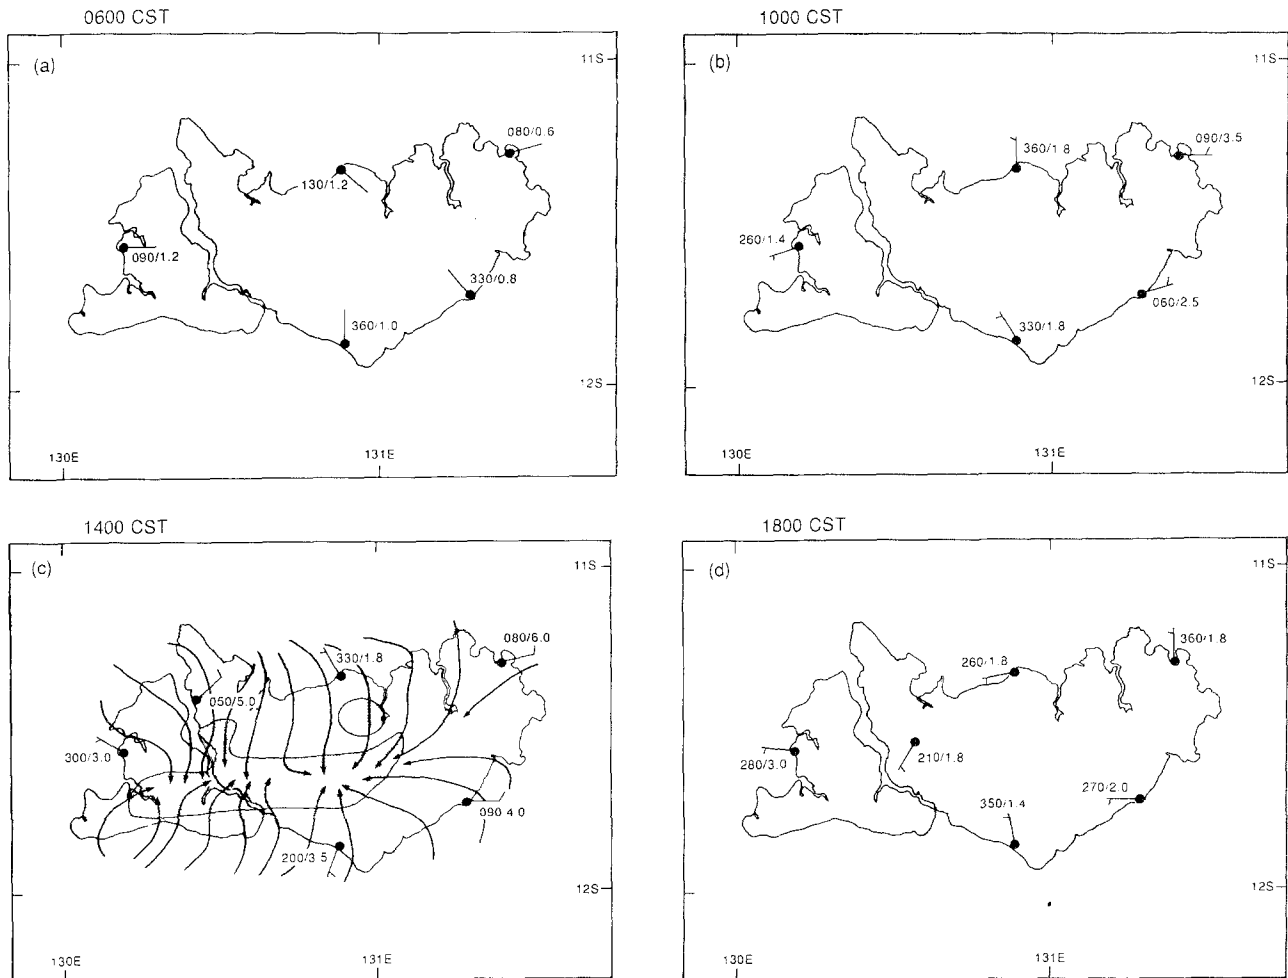 0600 CST
(a)
11S
080/0.6
130/1.2
090/1.2
330/0.8
360/1.0
12S
130E
131E
1000 CST
(b)
11S
360/1.8
090/3.5
260/1.4
060/2.5
330/1.8
12S
130E
131E
1400 CST
(c)
11S
080/6.0
330/1.8
050/5.0
300/3.0
090 4.0
200/3.5
12S
130E
131E
1800 CST
(d)
11S
360/1.8
260/1.8
280/3.0
210/1.8
270/2.0
350/1.4
12S
130E
131E